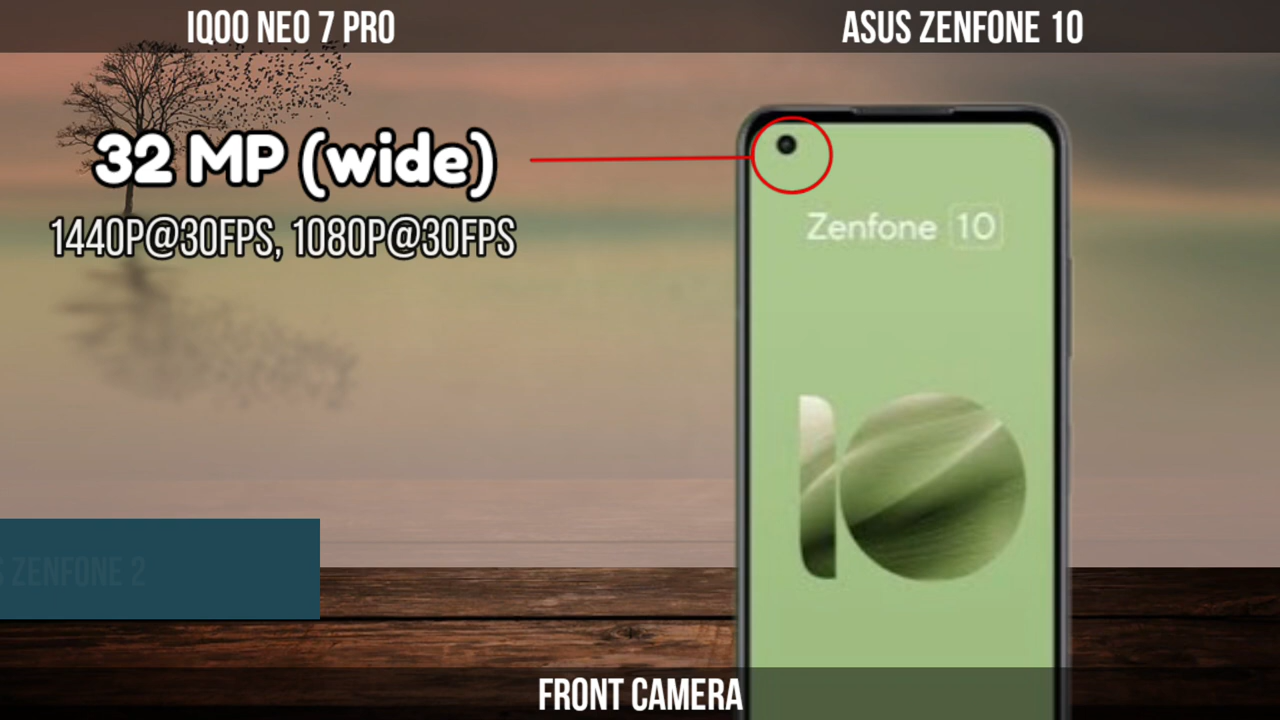 IQOO NEO 7 PRO
ASUS ZENFONE 10
32 MP (wide)
1440P@30FPS, 1080P@30FPS
Zenfone 10
10
ZENFONE 2
FRONT CAMERA